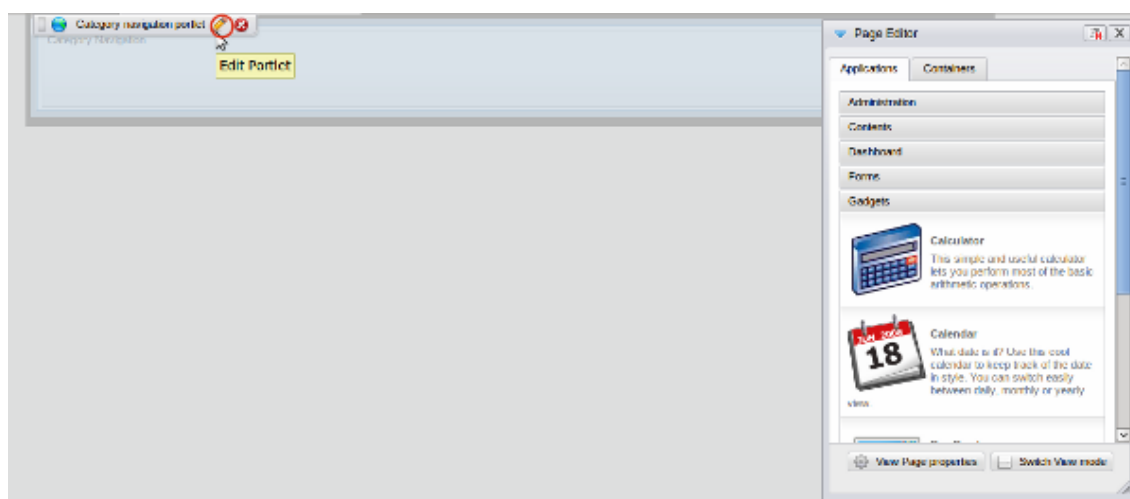 Category navigation portlet
Category Navigation
Edit Portlet
Page Editor
Applications Containers
Administration
Contents
Dashboard
Forms
Gadgets
Calculator
This simple and useful calculator
lets you perform most of the basic
arithmetic operations.
Calendar
JUN
18
What date is it? Use this cool
calendar to keep track of the date
in style. You can switch easily
between daily, monthly or yearly
view.
View Page properties Switch View mode